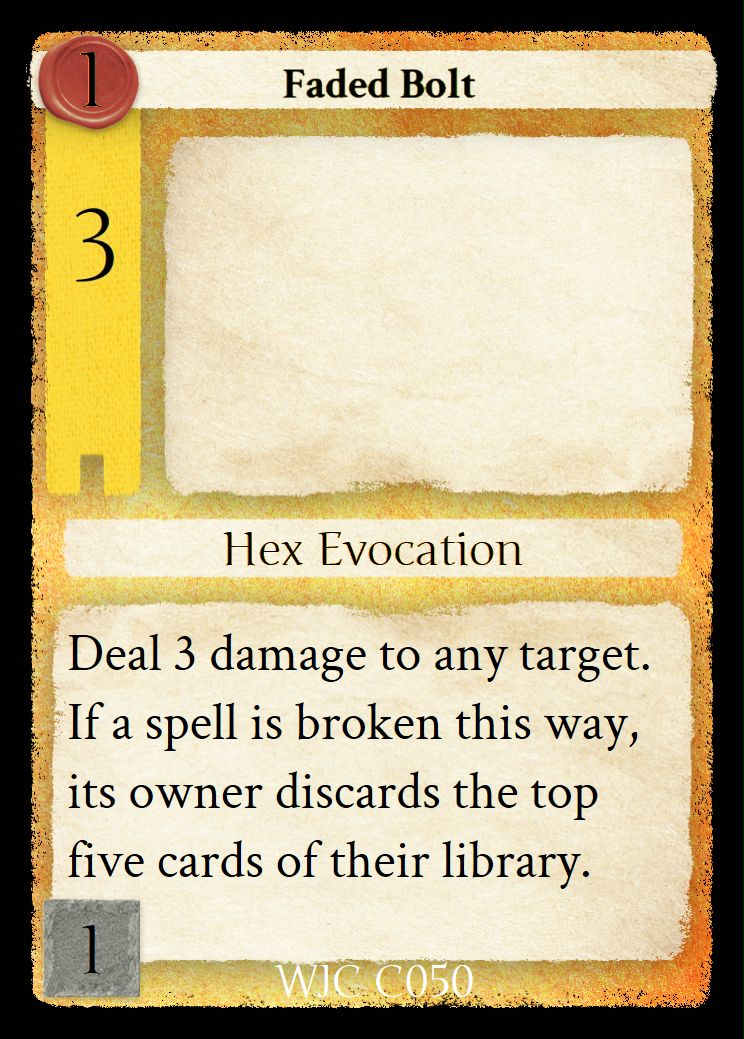 1
Faded Bolt
3
Hex Evocation
Deal 3 damage to any target.
If a spell is broken this way,
its owner discards the top
five cards of their library.
1
WJC C050